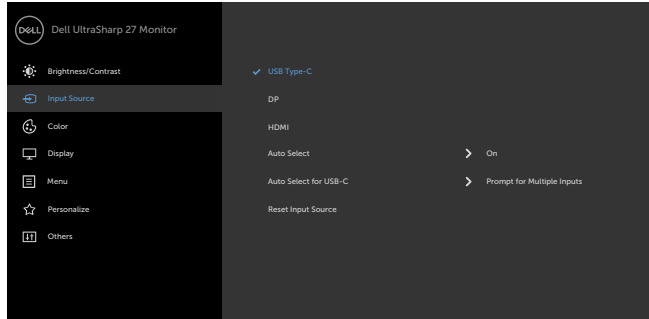 DELL Dell UltraSharp 27 Monitor
Brightness/Contrast
USB Type-C
Input Source
DP
Color
HDMI
Display
Auto Select
On
Menu
Auto Select for USB-C
Prompt for Multiple Inputs
Personalize
Reset Input Source
Others